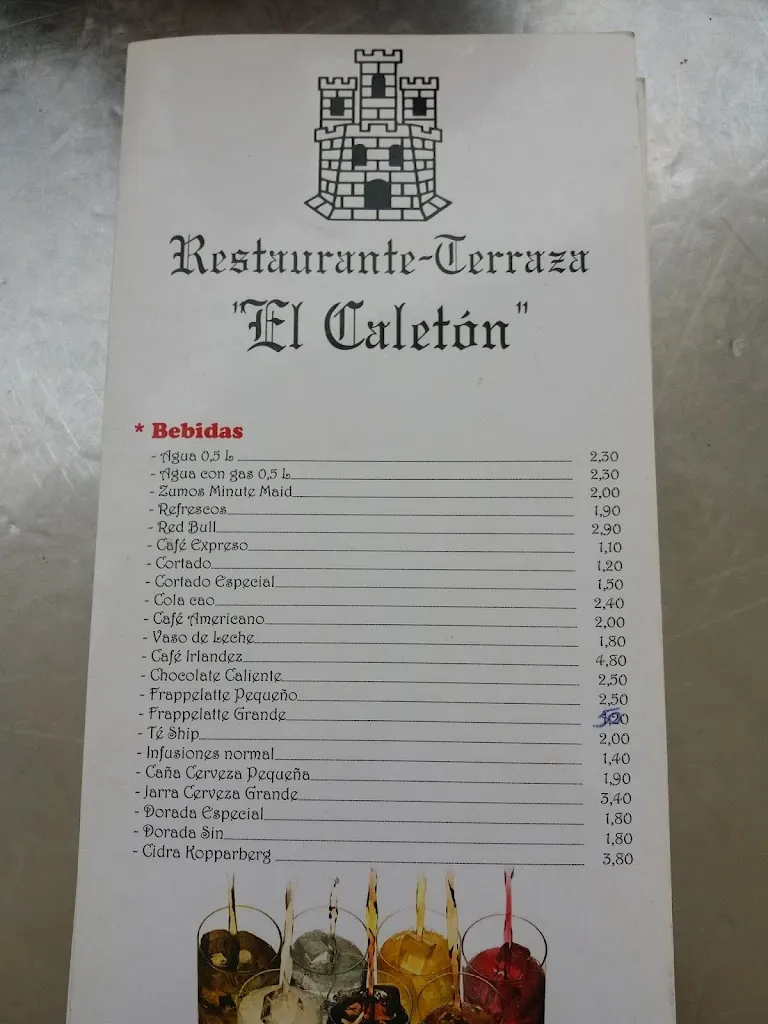 Restaurante-Terraza
"El Caletón"
* Bebidas
- Agua 0,5 L 2,30
- Agua con gas 0,5 L 2,30
- Zumos Minute Maid 2,00
- Refrescos 1,90
- Red Bull 2,90
- Café Expreso 1,10
- Cortado 1,20
- Cortado Especial 1,50
- Cola cao 2,40
- Café Americano 2,00
- Vaso de Leche 1,80
- Café Irlandez 4,80
- Chocolate Caliente 2,50
- Frappelatte Pequeño 2,50
- Frappelatte Grande
- Té Ship 2,00
- Infusiones normal 1,40
- Caña Cerveza Pequeña 1,90
- Jarra Cerveza Grande 3,40
- Dorada Especial 1,80
- Dorada Sin 1,80
- Cidra Kopparberg 3,80